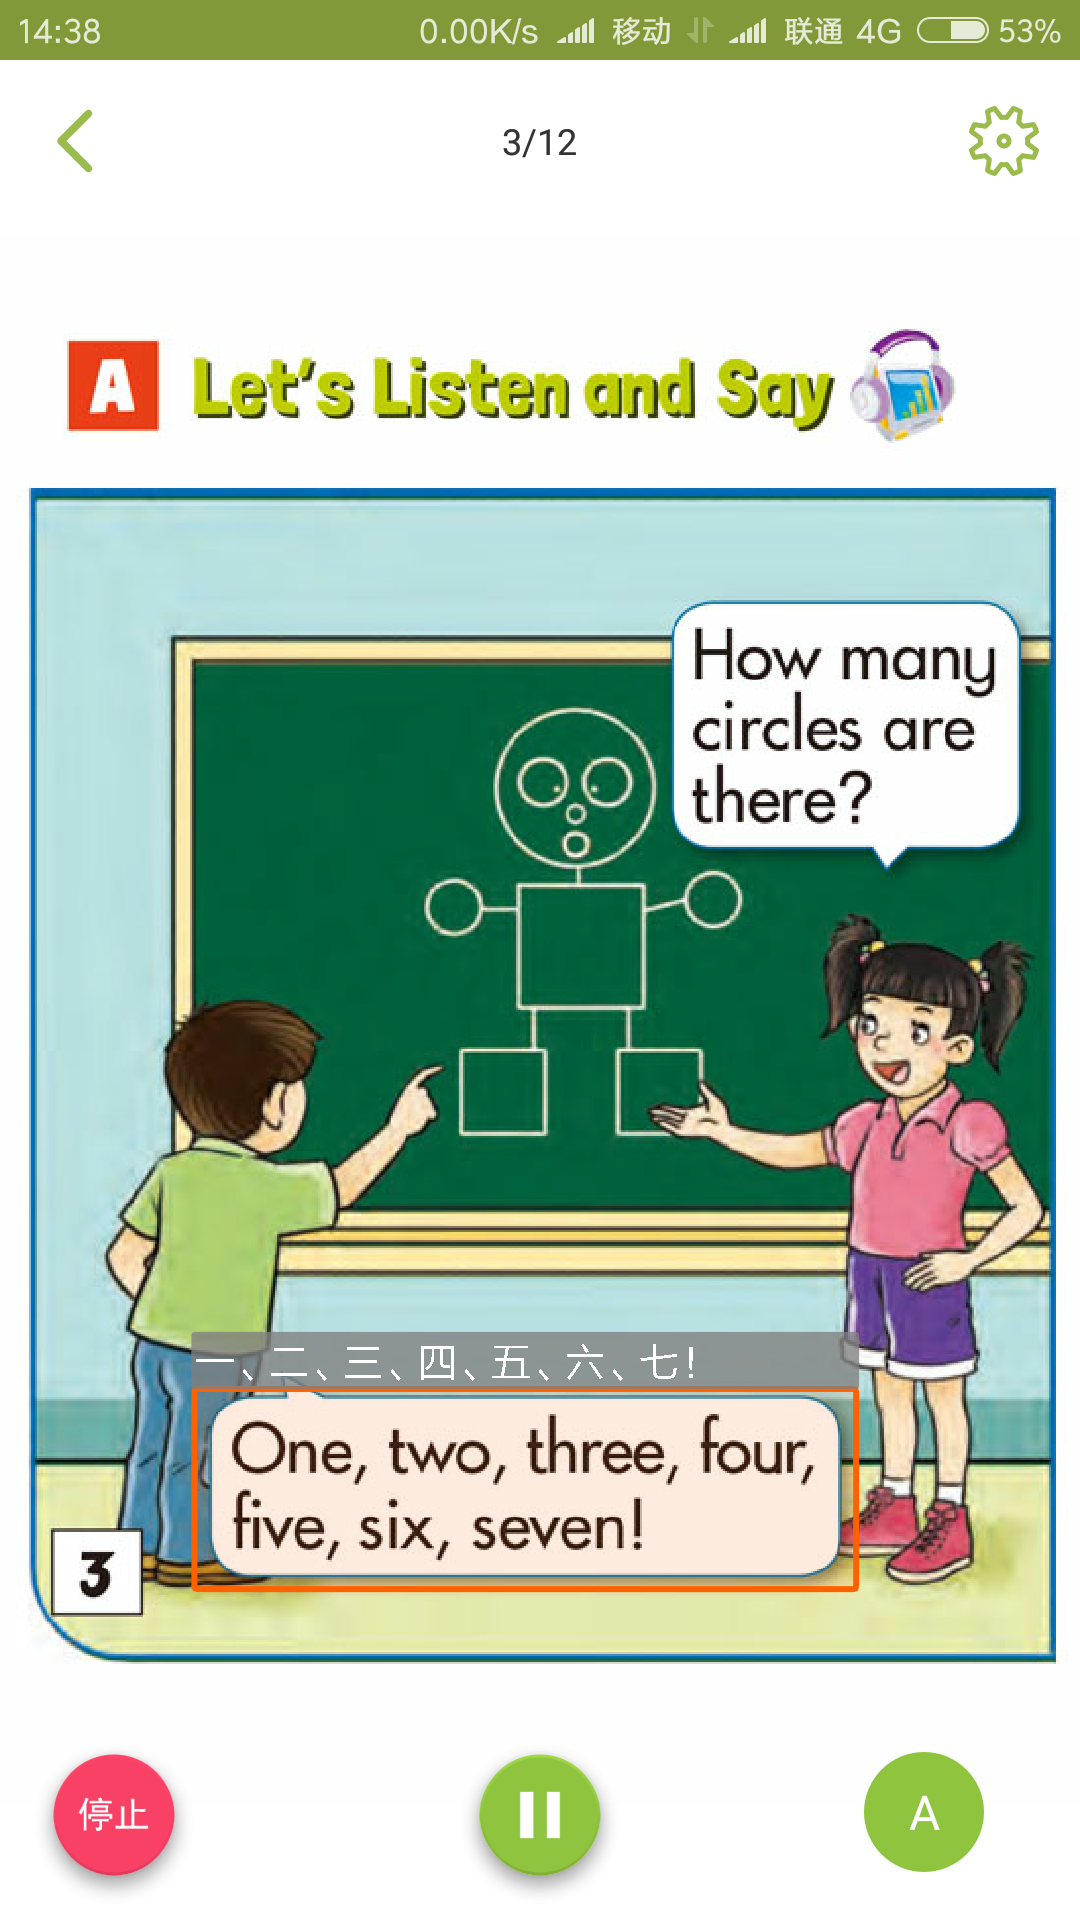 14:38 0.00K/s 移动 联通 4G 53%
3/12
A Let's Listen and Say
How many
circles are
there?
一、二、三、四、五、六、七!
One, two, three, four,
five, six, seven!
3
停止
A